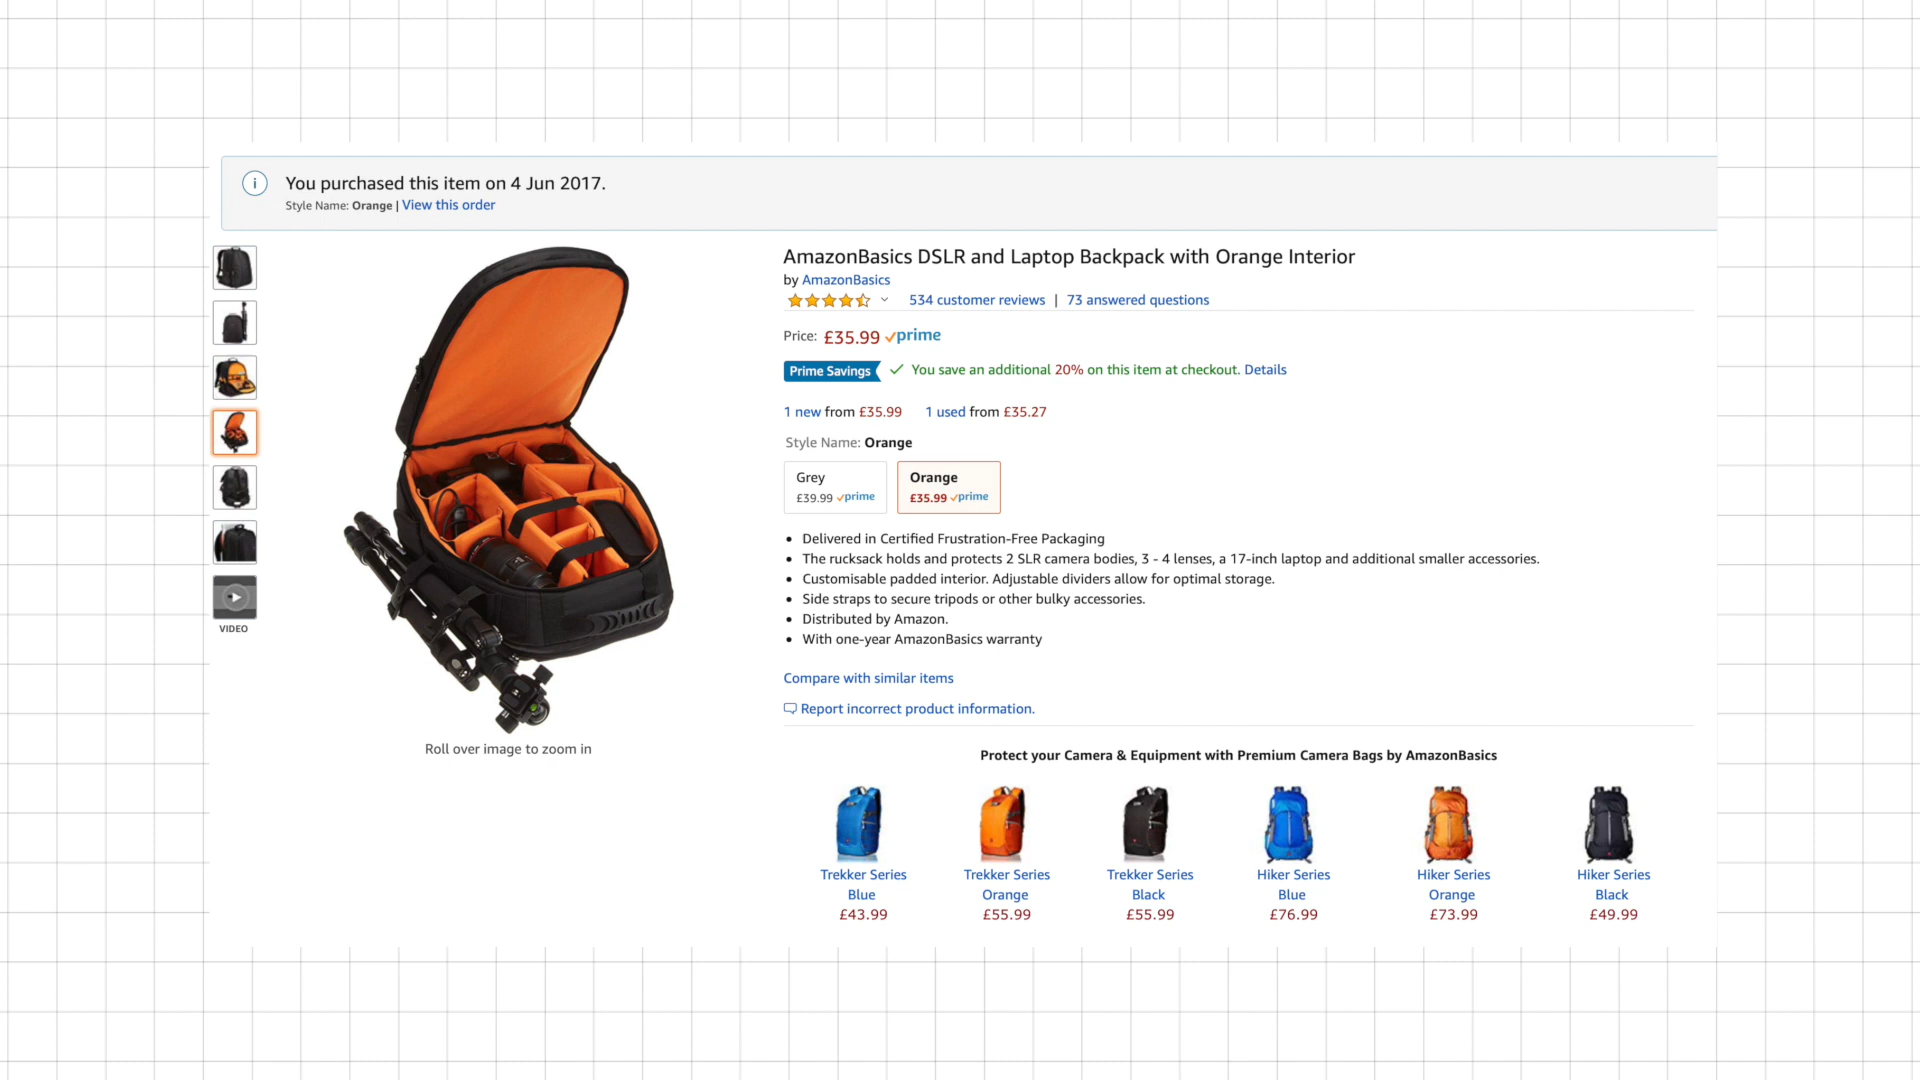 You purchased this item on 4 Jun 2017.
Style Name: Orange | View this order
VIDEO
Roll over image to zoom in
AmazonBasics DSLR and Laptop Backpack with Orange Interior
by AmazonBasics
534 customer reviews | 73 answered questions
Price: £35.99 prime
Prime Savings You save an additional 20% on this item at checkout. Details
1 new from £35.99 1 used from £35.27
Style Name: Orange
Grey
£39.99 prime
Orange
£35.99 prime
Delivered in Certified Frustration-Free Packaging
The rucksack holds and protects 2 SLR camera bodies, 3 - 4 lenses, a 17-inch laptop and additional smaller accessories.
Customisable padded interior. Adjustable dividers allow for optimal storage.
Side straps to secure tripods or other bulky accessories.
Distributed by Amazon.
With one-year AmazonBasics warranty
Compare with similar items
Report incorrect product information.
Protect your Camera & Equipment with Premium Camera Bags by AmazonBasics
Trekker Series
Blue
£43.99
Trekker Series
Orange
£55.99
Trekker Series
Black
£55.99
Hiker Series
Blue
£76.99
Hiker Series
Orange
£73.99
Hiker Series
Black
£49.99